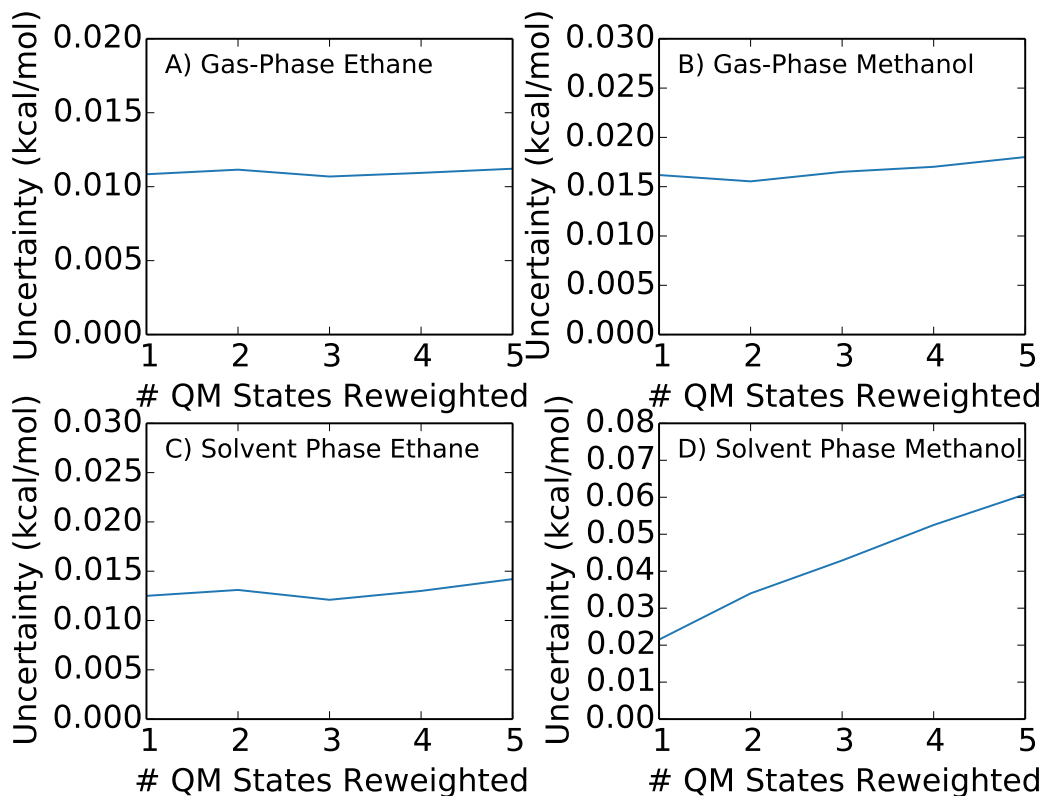 A) Gas-Phase Ethane
Uncertainty (kcal/mol)
0.020
0.015
0.010
0.005
0.000
1 2 3 4 5
# QM States Reweighted
B) Gas-Phase Methanol
Uncertainty (kcal/mol)
0.030
0.025
0.020
0.015
0.010
0.005
0.000
1 2 3 4 5
# QM States Reweighted
C) Solvent Phase Ethane
Uncertainty (kcal/mol)
0.030
0.025
0.020
0.015
0.010
0.005
0.000
1 2 3 4 5
# QM States Reweighted
D) Solvent Phase Methanol
Uncertainty (kcal/mol)
0.08
0.07
0.06
0.05
0.04
0.03
0.02
0.01
0.00
1 2 3 4 5
# QM States Reweighted